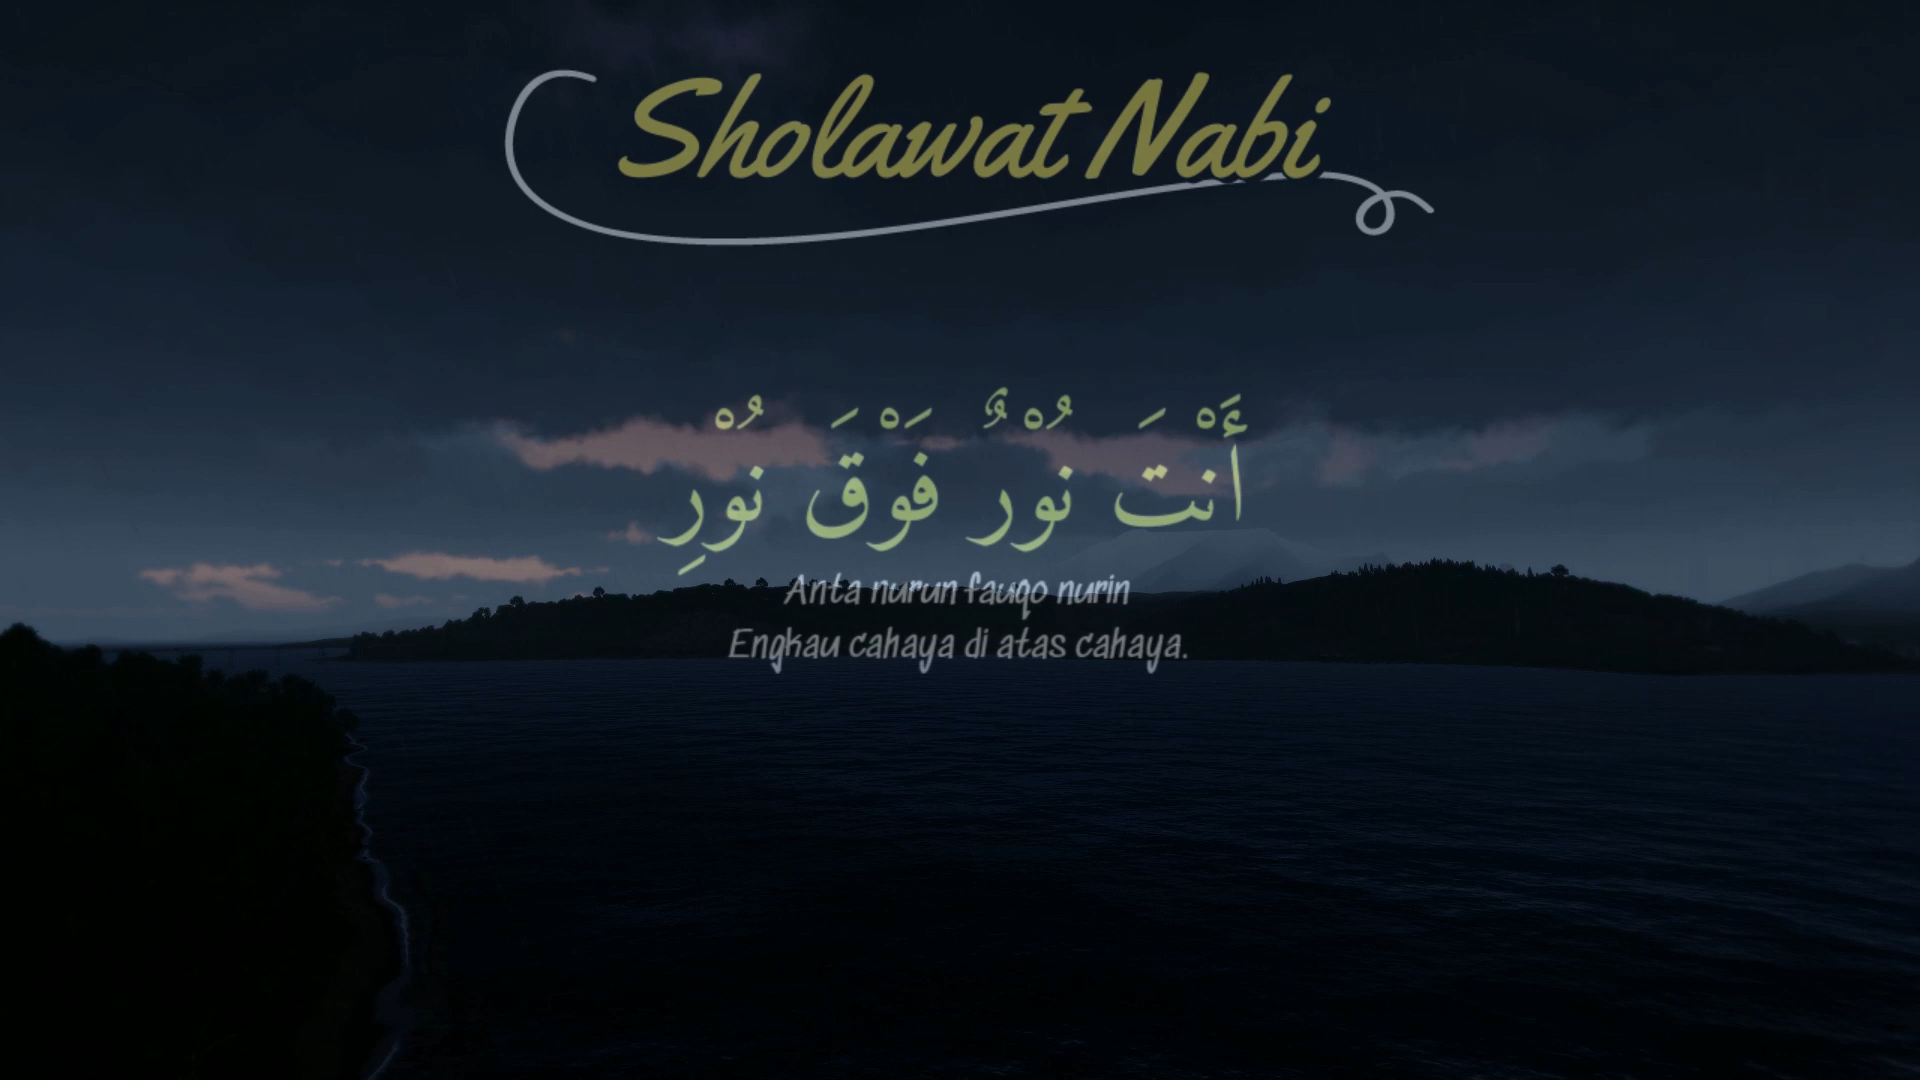 Sholawat Nabi
أَنْتَ نُوْرٌ فَوْقَ نُوْرِ
Anta nurun fauqo nurin
Engkau cahaya di atas cahaya.